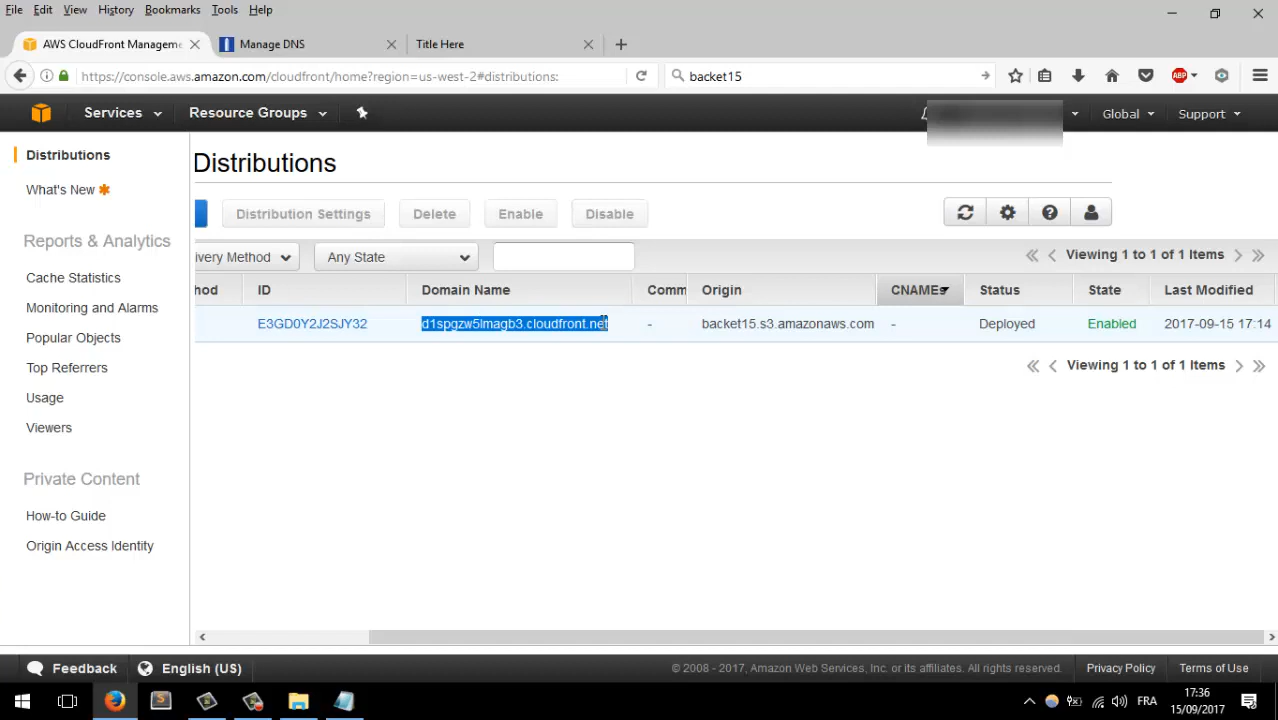 File Edit View History Bookmarks Tools Help
AWS CloudFront Manageme Manage DNS Title Here
https://console.aws.amazon.com/cloudfront/home?region=us-west-2#distributions: backet15 ABP
Services Resource Groups Global Support
Distributions
What's New
Reports & Analytics
Cache Statistics
Monitoring and Alarms
Popular Objects
Top Referrers
Usage
Viewers
Private Content
How-to Guide
Origin Access Identity
Distributions
Distribution Settings Delete Enable Disable
ivery Method Any State Viewing 1 to 1 of 1 Items
hod ID Domain Name Comm Origin CNAMEs Status State Last Modified
E3GD0Y2J2SJY32 d1spgzw5lmagb3.cloudfront.net - backet15.s3.amazonaws.com - Deployed Enabled 2017-09-15 17:14
Viewing 1 to 1 of 1 Items
Feedback English (US) © 2008 - 2017, Amazon Web Services, Inc. or its affiliates. All rights reserved. Privacy Policy Terms of Use
FRA 17:36
15/09/2017